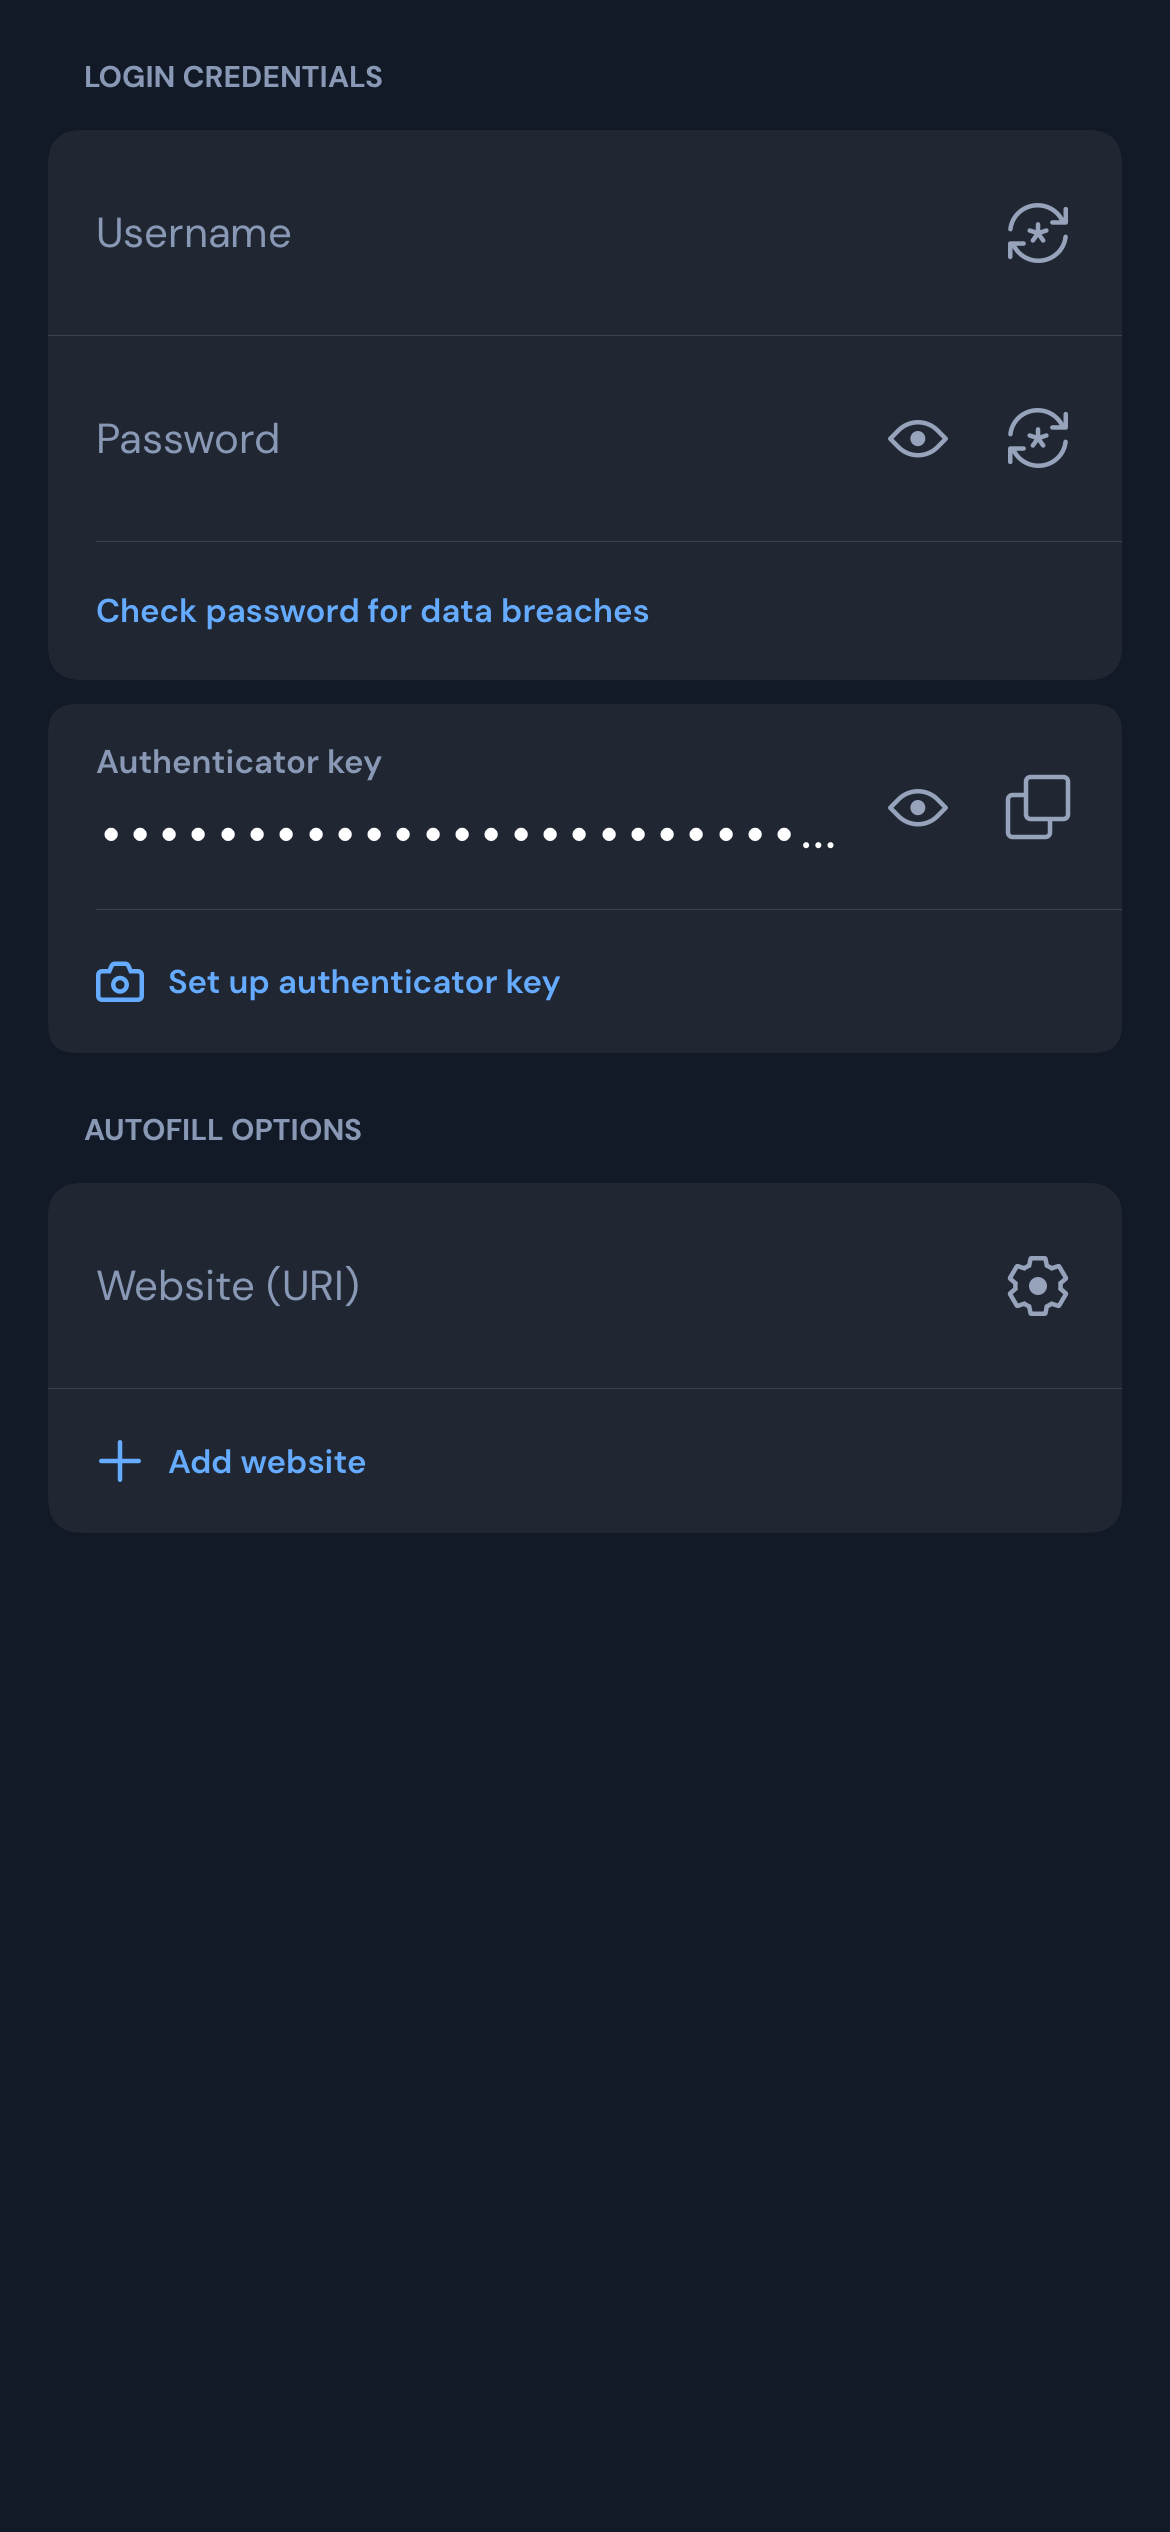 LOGIN CREDENTIALS
Username
Password
Check password for data breaches
Authenticator key
••••••••••••••••••••••••...
Set up authenticator key
AUTOFILL OPTIONS
Website (URI)
Add website